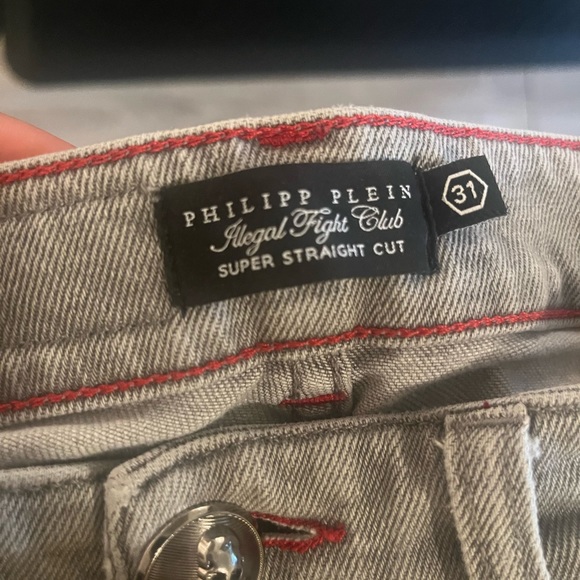 PHILIPP PLEIN
Illegal Fight Club
SUPER STRAIGHT CUT
31